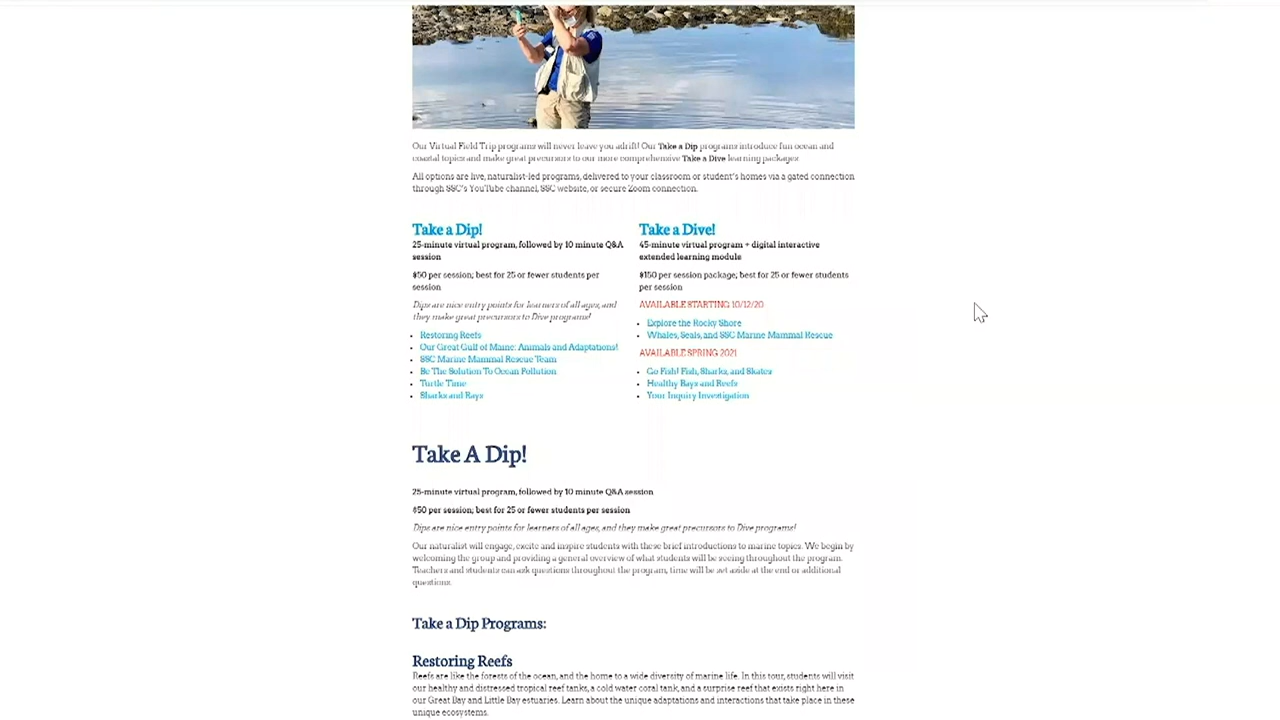 Our Virtual Field Trip programs will never leave you adrift! Our Take a Dip programs introduce fun ocean and
coastal topics and make great precursors to our more comprehensive Take a Dive learning packages.
All options are live, naturalist-led programs, delivered to your classroom or student's homes via a gated connection
through SSC's YouTube channel, SSC website, or secure Zoom connection.
Take a Dip!
25-minute virtual program, followed by 10 minute Q&A
session
$50 per session; best for 25 or fewer students per
session
Dips are nice entry points for learners of all ages, and
they make great precursors to Dive programs!
• Restoring Reefs
• Our Great Gulf of Maine: Animals and Adaptations!
• SSC Marine Mammal Rescue Team
• Be The Solution To Ocean Pollution
• Turtle Time
• Sharks and Rays
Take a Dive!
45-minute virtual program + digital interactive
extended learning module
$150 per session package; best for 25 or fewer students
per session
AVAILABLE STARTING 10/12/20
• Explore the Rocky Shore
• Whales, Seals, and SSC Marine Mammal Rescue
AVAILABLE SPRING 2021
• Go Fish! Fish, Sharks, and Skates
• Healthy Bays and Reefs
• Your Inquiry Investigation
Take A Dip!
25-minute virtual program, followed by 10 minute Q&A session
$50 per session; best for 25 or fewer students per session
Dips are nice entry points for learners of all ages, and they make great precursors to Dive programs!
Our naturalist will engage, excite and inspire students with these brief introductions to marine topics. We begin by
welcoming the group and providing a general overview of what students will be seeing throughout the program.
Teachers and students can ask questions throughout the program, time will be set aside at the end or additional
questions.
Take a Dip Programs:
Restoring Reefs
Reefs are like the forests of the ocean, and the home to a wide diversity of marine life. In this tour, students will visit
our healthy and distressed tropical reef tanks, a cold water coral tank, and a surprise reef that exists right here in
our Great Bay and Little Bay estuaries. Learn about the unique adaptations and interactions that take place in these
unique ecosystems.